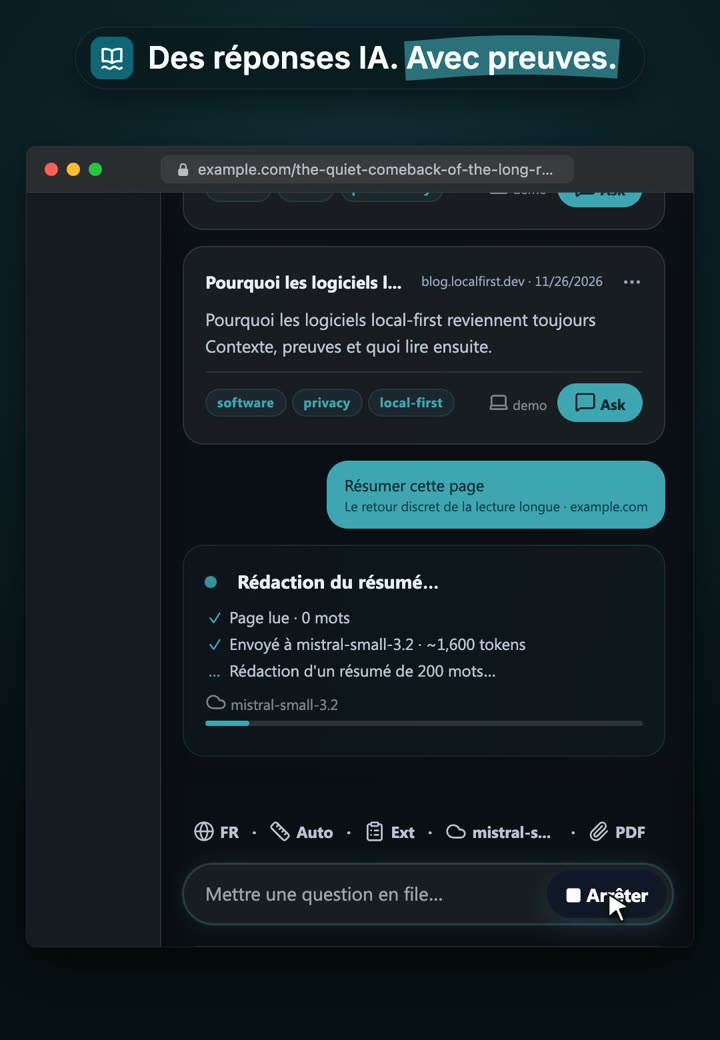 Des réponses IA. Avec preuves.
example.com/the-quiet-comeback-of-the-long-r...
demo
Ask
Pourquoi les logiciels l... blog.localfirst.dev · 11/26/2026
Pourquoi les logiciels local-first reviennent toujours
Contexte, preuves et quoi lire ensuite.
software privacy local-first demo Ask
Résumer cette page
Le retour discret de la lecture longue · example.com
Rédaction du résumé...
Page lue · 0 mots
Envoyé à mistral-small-3.2 · ~1,600 tokens
... Rédaction d'un résumé de 200 mots...
mistral-small-3.2
FR · Auto · Ext · mistral-s... · PDF
Mettre une question en file... Arrêter